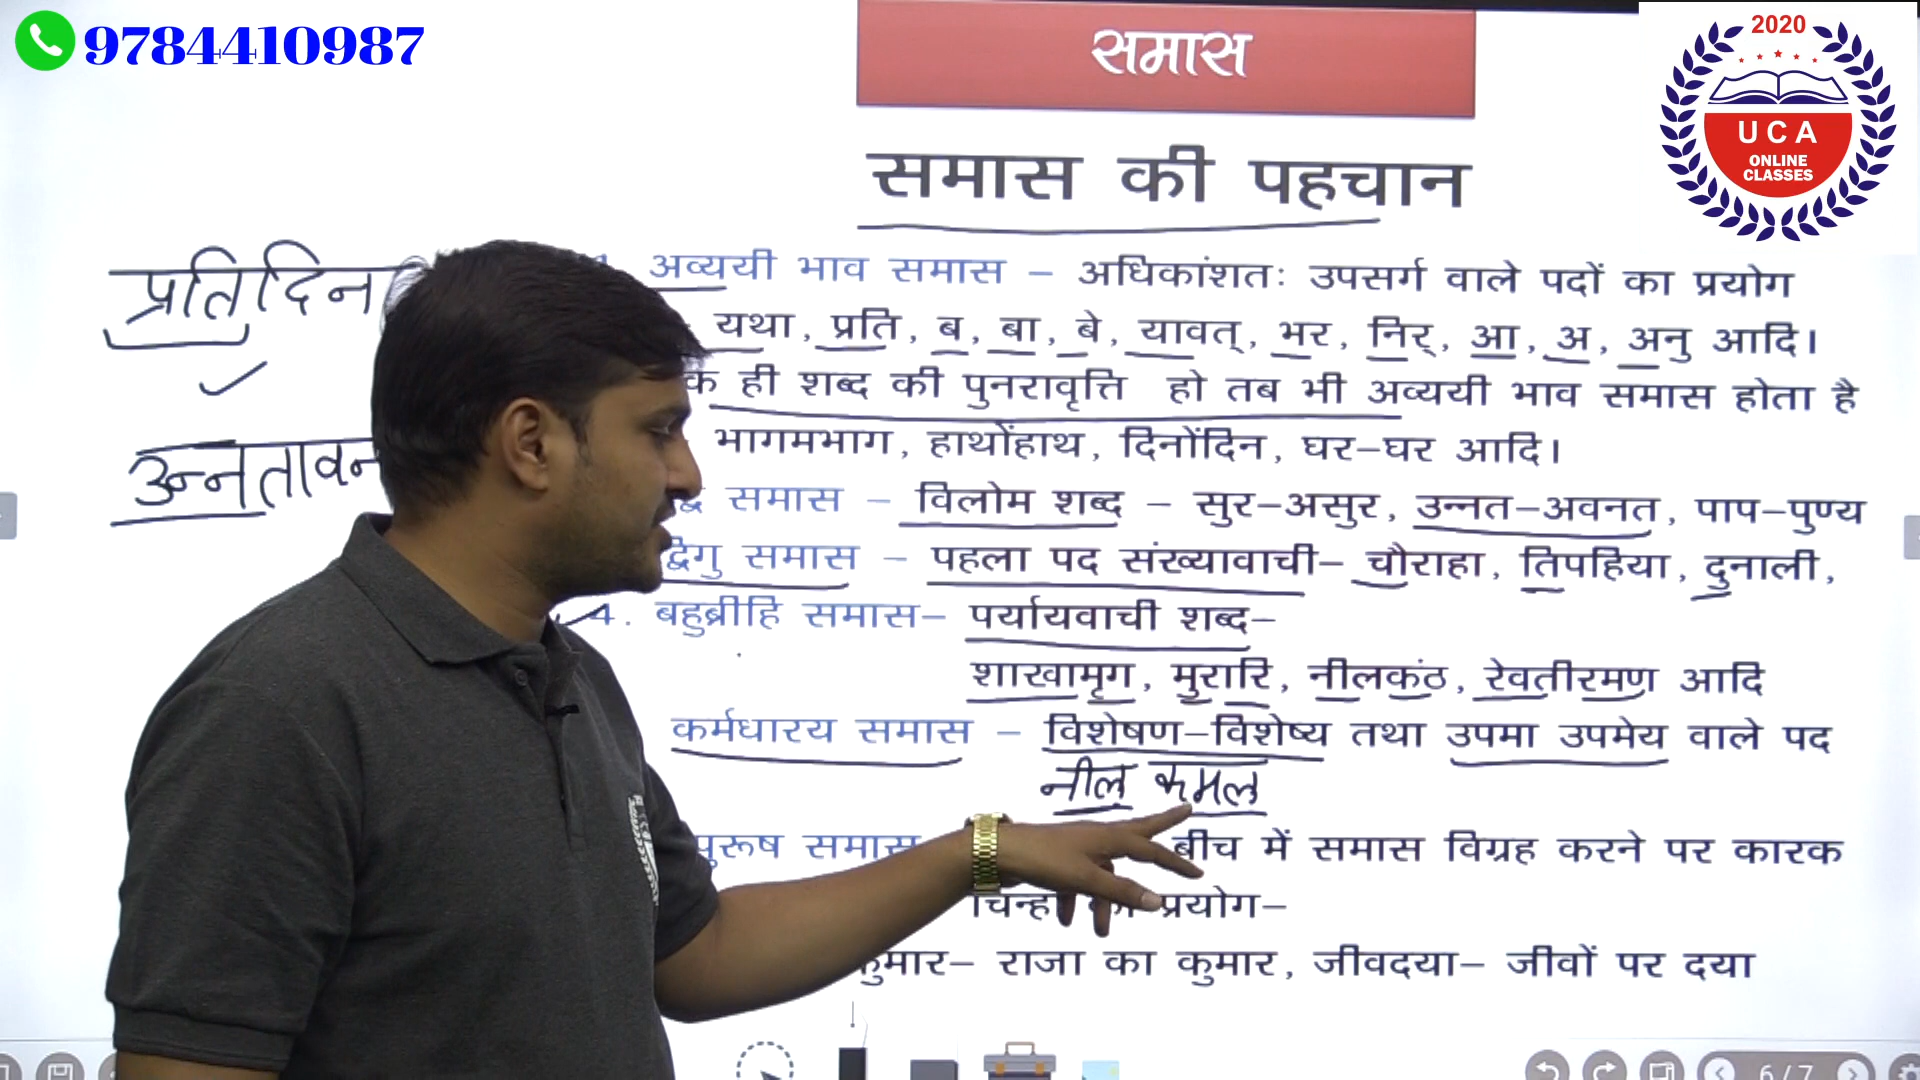 9784410987
समास
2020
U C A
ONLINE
CLASSES
समास की पहचान
प्रतिदिन
अव्ययी भाव समास – अधिकांशतः उपसर्ग वाले पदों का प्रयोग
यथा, प्रति, ब, बा, बे, यावत्, भर, निर्, आ, अ, अनु आदि।
ही शब्द की पुनरावृत्ति हो तब भी अव्ययी भाव समास होता है
भागमभाग, हाथोंहाथ, दिनोंदिन, घर–घर आदि।
उन्नतावन
समास – विलोम शब्द – सुर–असुर, उन्नत–अवनत, पाप–पुण्य
द्विगु समास – पहला पद संख्यावाची– चौराहा, तिपहिया, दुनाली,
4. बहुब्रीहि समास– पर्यायवाची शब्द–
शाखामृग, मुरारि, नीलकंठ, रेवतीरमण आदि
कर्मधारय समास – विशेषण–विशेष्य तथा उपमा उपमेय वाले पद
नील कमल
पुरूष समास बीच में समास विग्रह करने पर कारक
चिन्हों का प्रयोग–
कुमार– राजा का कुमार, जीवदया– जीवों पर दया
6/7